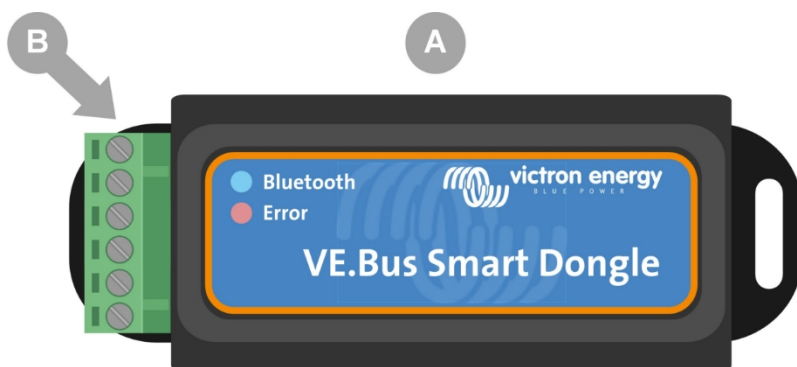 B
A
Bluetooth
Error
victron energy
BLUE POWER
VE.Bus Smart Dongle